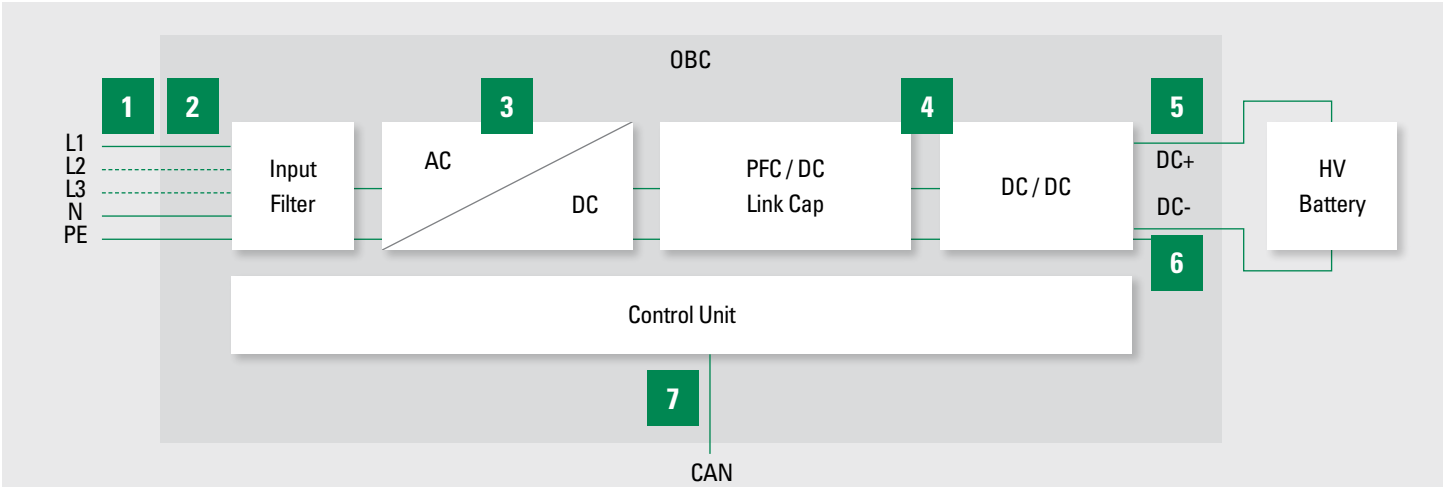 OBC
1
2
3
4
5
L1
L2
L3
N
PE
Input
Filter
AC
DC
PFC / DC
Link Cap
DC / DC
DC+
DC-
HV
Battery
6
Control Unit
7
CAN